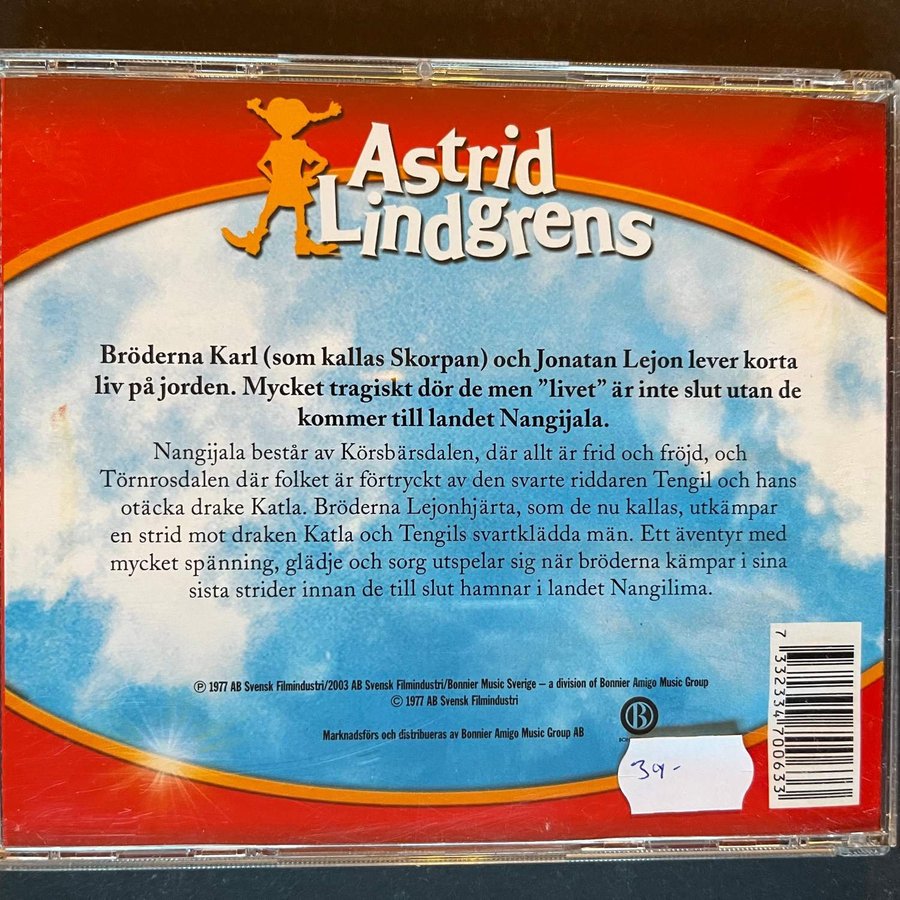 Astrid
Lindgrens
Bröderna Karl (som kallas Skorpan) och Jonatan Lejon lever korta
liv på jorden. Mycket tragiskt dör de men ”livet” är inte slut utan de
kommer till landet Nangijala.
Nangijala består av Körsbärsdalen, där allt är frid och fröjd, och
Törnrosdalen där folket är förtryckt av den svarte riddaren Tengil och hans
otäcka drake Katla. Bröderna Lejonhjärta, som de nu kallas, utkämpar
en strid mot draken Katla och Tengils svartklädda män. Ett äventyr med
mycket spänning, glädje och sorg utspelar sig när bröderna kämpar i sina
sista strider innan de till slut hamnar i landet Nangilima.
℗ 1977 AB Svensk Filmindustri/2003 AB Svensk Filmindustri/Bonnier Music Sverige – a division of Bonnier Amigo Music Group
© 1977 AB Svensk Filmindustri
Marknadsförs och distribueras av Bonnier Amigo Music Group AB
B
7 332334 700633